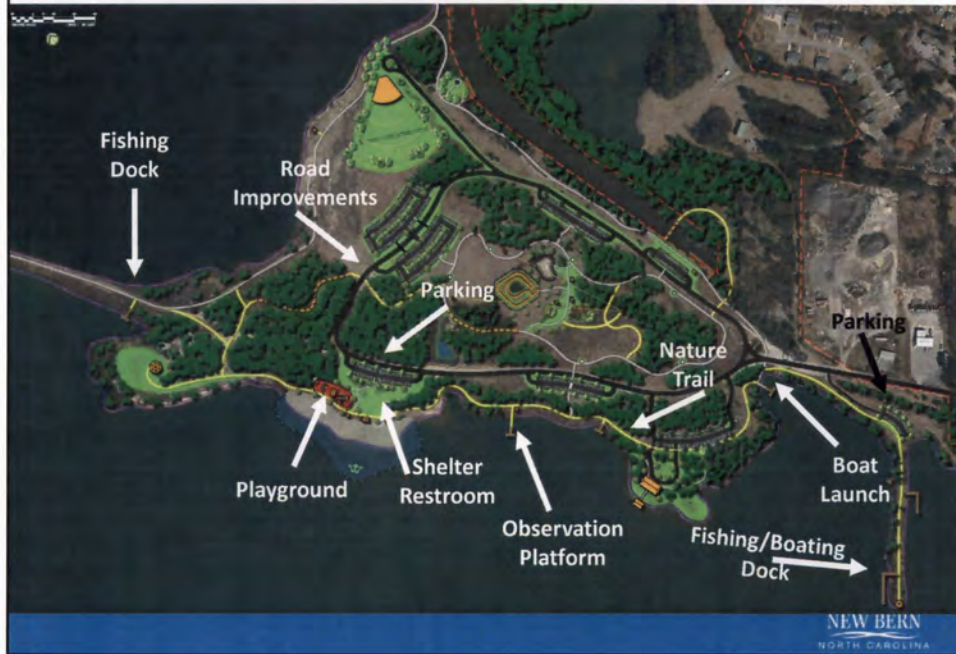 Fishing
Dock
Road
Improvements
Parking
Parking
Nature
Trail
Playground
Shelter
Restroom
Observation
Platform
Boat
Launch
Fishing/Boating
Dock
NEW BERN
NORTH CAROLINA